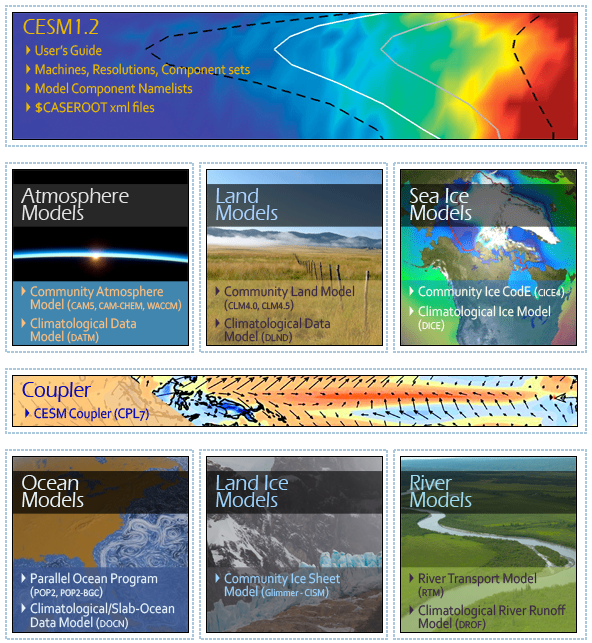 CESM1.2
User's Guide
Machines, Resolutions, Component sets
Model Component Namelists
$CASEROOT xml files
Atmosphere
Models
Community Atmosphere
Model (CAM5, CAM-CHEM, WACCM)
Climatological Data
Model (DATM)
Land
Models
Community Land Model
(CLM4.0, CLM4.5)
Climatological Data
Model (DLND)
Sea Ice
Models
Community Ice CodE (CICE4)
Climatological Ice Model
(DICE)
Coupler
CESM Coupler (CPL7)
Ocean
Models
Parallel Ocean Program
(POP2, POP2-BGC)
Climatological/Slab-Ocean
Data Model (DOCN)
Land Ice
Models
Community Ice Sheet
Model (Glimmer - CISM)
River
Models
River Transport Model
(RTM)
Climatological River Runoff
Model (DROF)